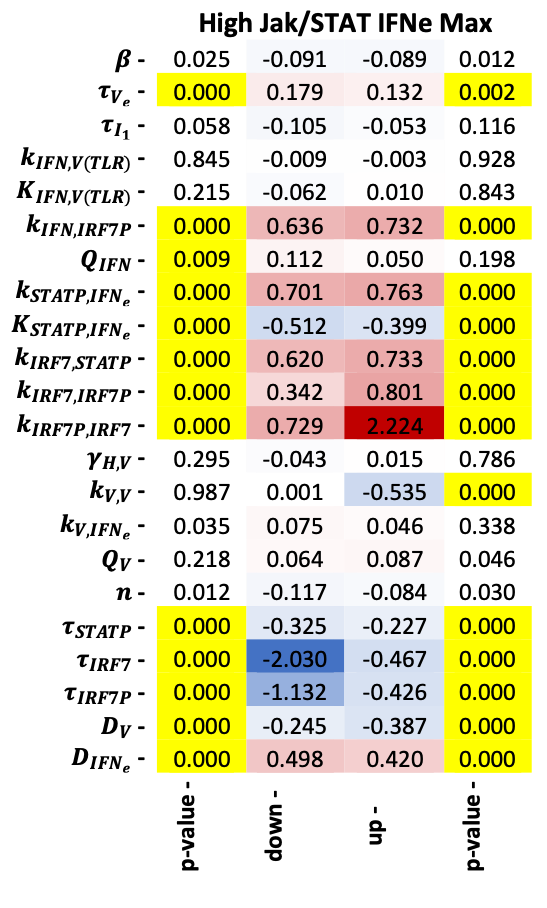 High Jak/STAT IFNe Max
β - 0.025 -0.091 -0.089 0.012
τ_{V_e} - 0.000 0.179 0.132 0.002
τ_{I_1} - 0.058 -0.105 -0.053 0.116
k_{IFN,V(TLR)} - 0.845 -0.009 -0.003 0.928
K_{IFN,V(TLR)} - 0.215 -0.062 0.010 0.843
k_{IFN,IRF7P} - 0.000 0.636 0.732 0.000
Q_{IFN} - 0.009 0.112 0.050 0.198
k_{STATP,IFN_e} - 0.000 0.701 0.763 0.000
K_{STATP,IFN_e} - 0.000 -0.512 -0.399 0.000
k_{IRF7,STATP} - 0.000 0.620 0.733 0.000
k_{IRF7,IRF7P} - 0.000 0.342 0.801 0.000
k_{IRF7P,IRF7} - 0.000 0.729 2.224 0.000
γ_{H,V} - 0.295 -0.043 0.015 0.786
k_{V,V} - 0.987 0.001 -0.535 0.000
k_{V,IFN_e} - 0.035 0.075 0.046 0.338
Q_V - 0.218 0.064 0.087 0.046
n - 0.012 -0.117 -0.084 0.030
τ_{STATP} - 0.000 -0.325 -0.227 0.000
τ_{IRF7} - 0.000 -2.030 -0.467 0.000
τ_{IRF7P} - 0.000 -1.132 -0.426 0.000
D_V - 0.000 -0.245 -0.387 0.000
D_{IFN_e} - 0.000 0.498 0.420 0.000
p-value - down - up - p-value -